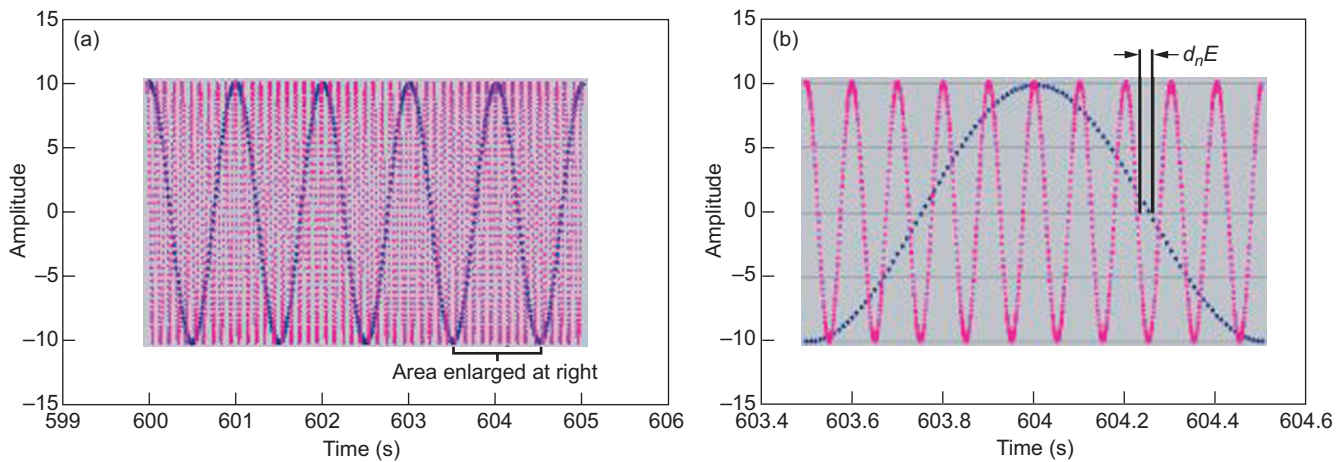 (a)
Amplitude
15
10
5
0
–5
–10
–15
Area enlarged at right
599 600 601 602 603 604 605 606
Time (s)
(b)
dnE
Amplitude
15
10
5
0
–5
–10
–15
603.4 603.6 603.8 604 604.2 604.4 604.6
Time (s)